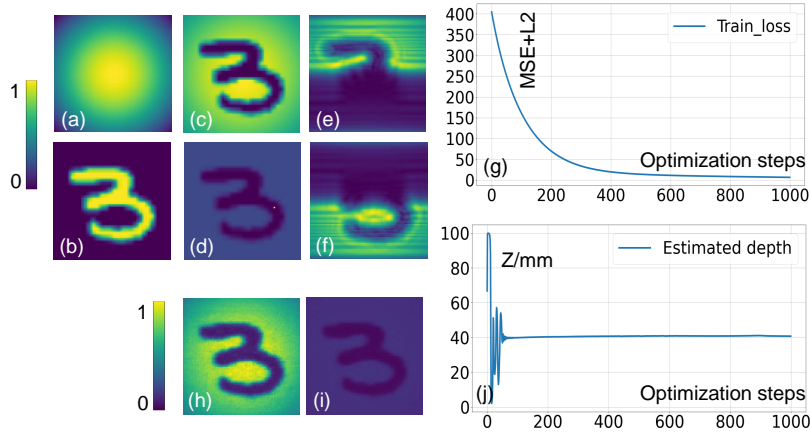 1
0
(a)
(c)
(e)
(b)
(d)
(f)
1
0
(h)
(i)
400
350
300
250
200
150
100
50
0
MSE+L2
Train_loss
Optimization steps
(g)
0 200 400 600 800 1000
100
80
60
40
20
0
Z/mm
Estimated depth
Optimization steps
(j)
0 200 400 600 800 1000